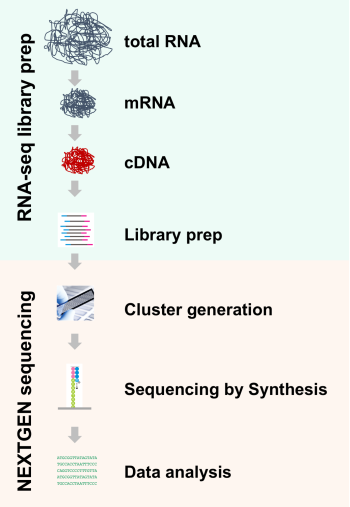 RNA-seq library prep
total RNA
mRNA
cDNA
Library prep
NEXTGEN sequencing
Cluster generation
Sequencing by Synthesis
Data analysis